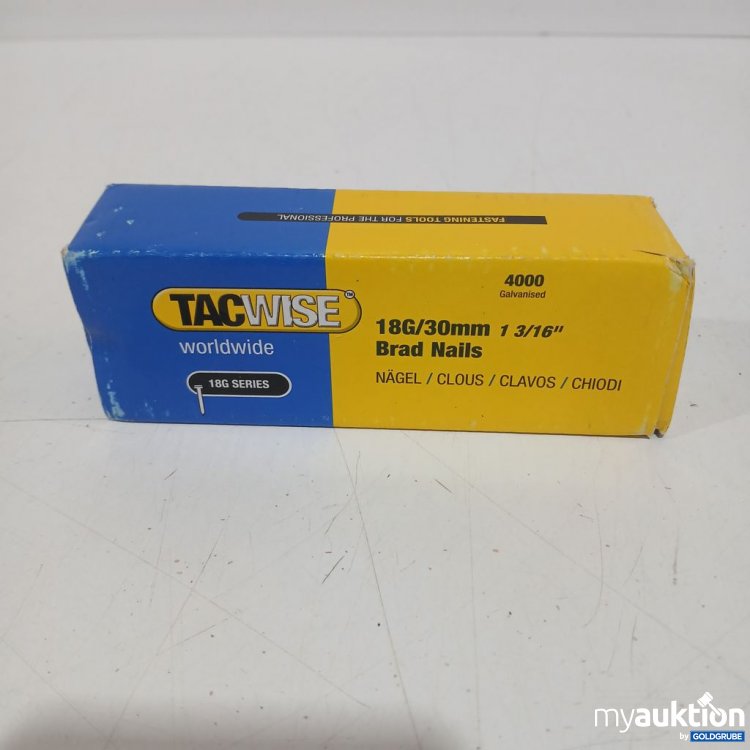 FASTENING TOOLS FOR THE PROFESSIONAL
4000
Galvanised
TACWISE™
worldwide
18G SERIES
18G/30mm 1 3/16"
Brad Nails
NÄGEL / CLOUS / CLAVOS / CHIODI
myauktion
by GOLDGRUBE